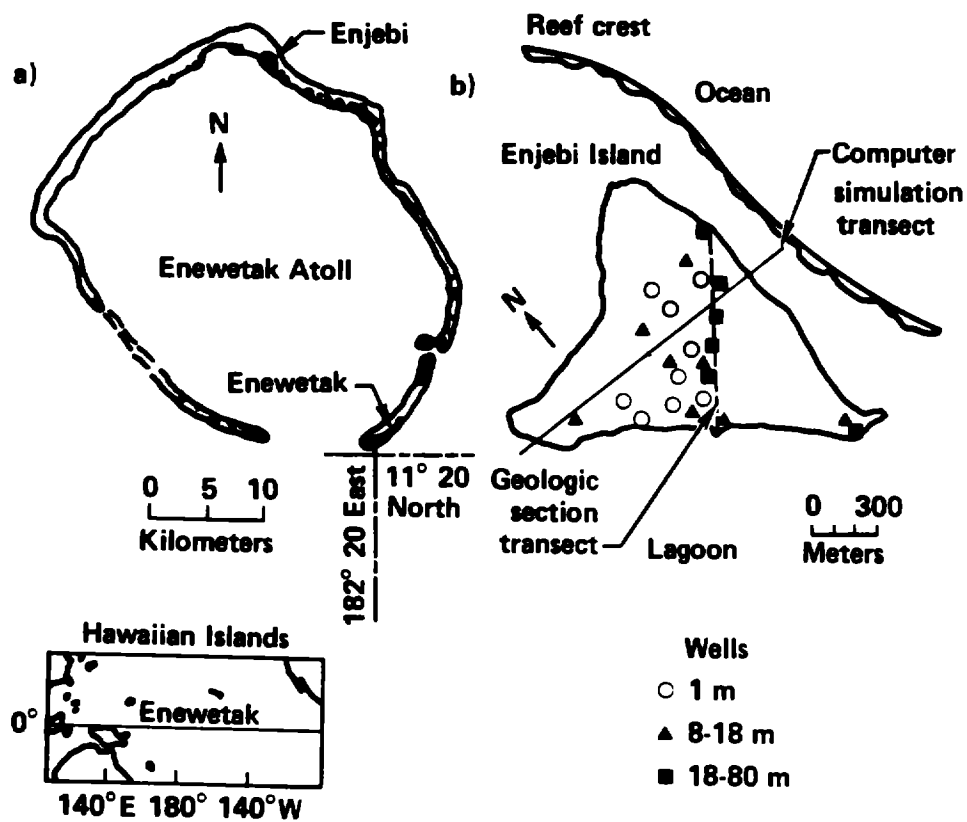 a)
Enjebi
N
Enewetak Atoll
Enewetak
0 5 10
Kilometers
11° 20
North
182° 20 East
b)
Reef crest
Ocean
Enjebi Island
Computer
simulation
transect
N
Geologic
section
transect
Lagoon
0 300
Meters
Hawaiian Islands
Enewetak
0°
140°E 180° 140°W
Wells
1 m
8-18 m
18-80 m